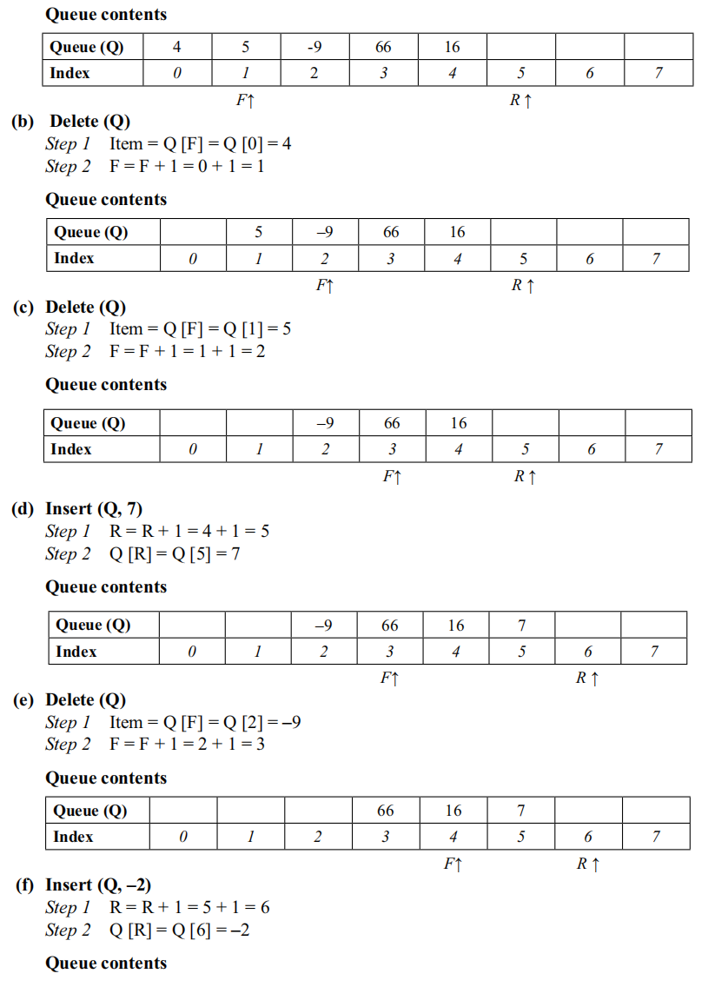 Queue contents
Queue (Q) 4 5 -9 66 16
Index 0 1 2 3 4 5 6 7
F↑ R ↑
(b) Delete (Q)
Step 1 Item = Q [F] = Q [0] = 4
Step 2 F = F + 1 = 0 + 1 = 1
Queue contents
Queue (Q) 5 –9 66 16
Index 0 1 2 3 4 5 6 7
F↑ R ↑
(c) Delete (Q)
Step 1 Item = Q [F] = Q [1] = 5
Step 2 F = F + 1 = 1 + 1 = 2
Queue contents
Queue (Q) –9 66 16
Index 0 1 2 3 4 5 6 7
F↑ R ↑
(d) Insert (Q, 7)
Step 1 R = R + 1 = 4 + 1 = 5
Step 2 Q [R] = Q [5] = 7
Queue contents
Queue (Q) –9 66 16 7
Index 0 1 2 3 4 5 6 7
F↑ R ↑
(e) Delete (Q)
Step 1 Item = Q [F] = Q [2] = –9
Step 2 F = F + 1 = 2 + 1 = 3
Queue contents
Queue (Q) 66 16 7
Index 0 1 2 3 4 5 6 7
F↑ R ↑
(f) Insert (Q, –2)
Step 1 R = R + 1 = 5 + 1 = 6
Step 2 Q [R] = Q [6] = –2
Queue contents